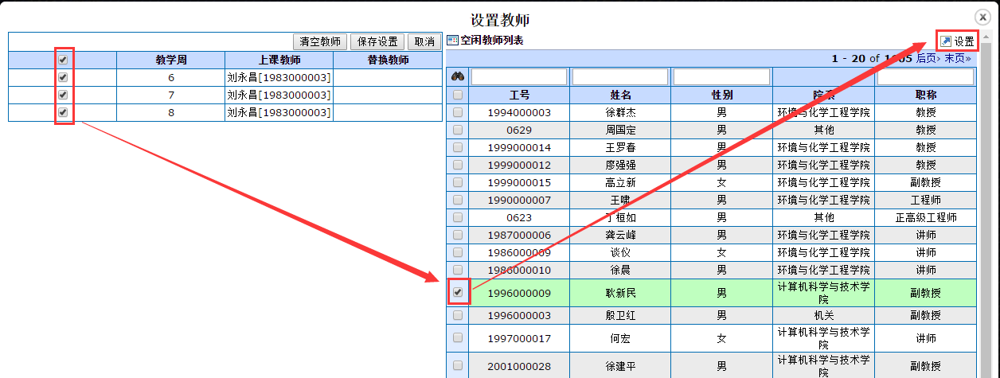 设置教师
清空教师 保存设置 取消
教学周 上课教师 替换教师
6 刘永昌[1983000003]
7 刘永昌[1983000003]
8 刘永昌[1983000003]
空闲教师列表 设置
1 - 20 of 1005 后页› 末页»
工号 姓名 性别 院系 职称
1994000003 徐群杰 男 环境与化学工程学院 教授
0629 周国定 男 其他 教授
1999000014 王罗春 男 环境与化学工程学院 教授
1999000012 廖强强 男 环境与化学工程学院 教授
1999000015 高立新 女 环境与化学工程学院 副教授
1990000007 王啸 男 环境与化学工程学院 工程师
0623 丁桓如 男 其他 正高级工程师
1987000006 龚云峰 男 环境与化学工程学院 讲师
1986000009 谈仪 女 环境与化学工程学院 讲师
1986000010 徐晨 男 环境与化学工程学院 讲师
1996000009 耿新民 男 计算机科学与技术学院 副教授
1996000003 殷卫红 男 机关 副教授
1997000017 何宏 女 计算机科学与技术学院 讲师
2001000028 徐建平 男 计算机科学与技术学院 副教授